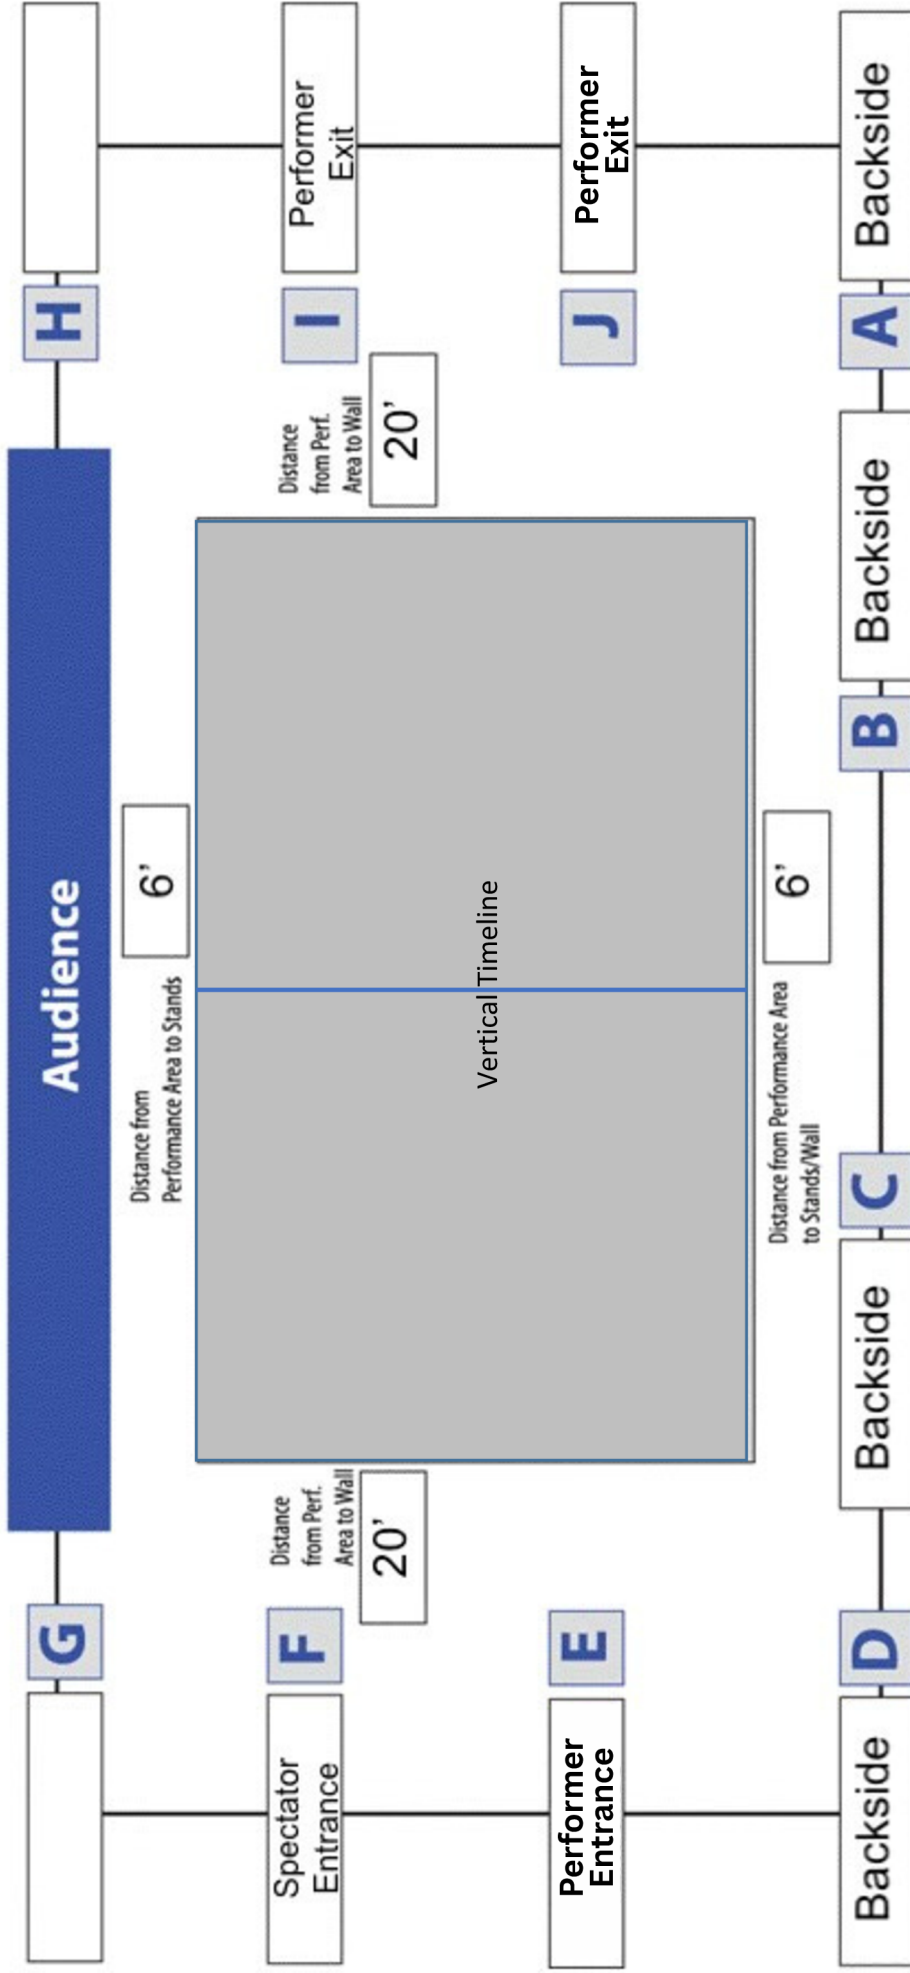 Audience
G
H
Distance from
Performance Area to Stands
6’
Spectator
Entrance
F
Distance
from Perf.
Area to Wall
20’
Distance
from Perf.
Area to Wall
20’
I
Performer
Exit
Vertical Timeline
Performer
Entrance
E
J
Performer
Exit
Distance from Performance Area
to Stands/Wall
6’
Backside
D
Backside
C
B
Backside
A
Backside